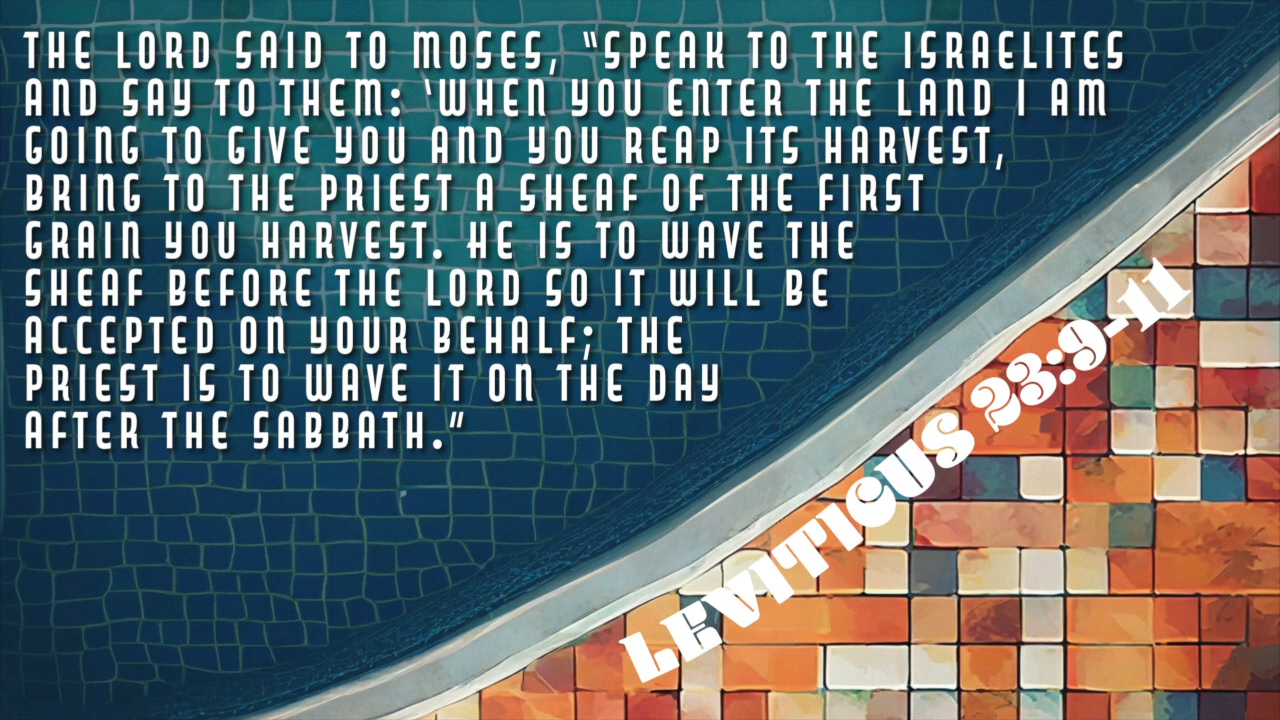 THE LORD SAID TO MOSES, “SPEAK TO THE ISRAELITES
AND SAY TO THEM: ‘WHEN YOU ENTER THE LAND I AM
GOING TO GIVE YOU AND YOU REAP ITS HARVEST,
BRING TO THE PRIEST A SHEAF OF THE FIRST
GRAIN YOU HARVEST. HE IS TO WAVE THE
SHEAF BEFORE THE LORD SO IT WILL BE
ACCEPTED ON YOUR BEHALF; THE
PRIEST IS TO WAVE IT ON THE DAY
AFTER THE SABBATH.”
LEVITICUS 23:9-11